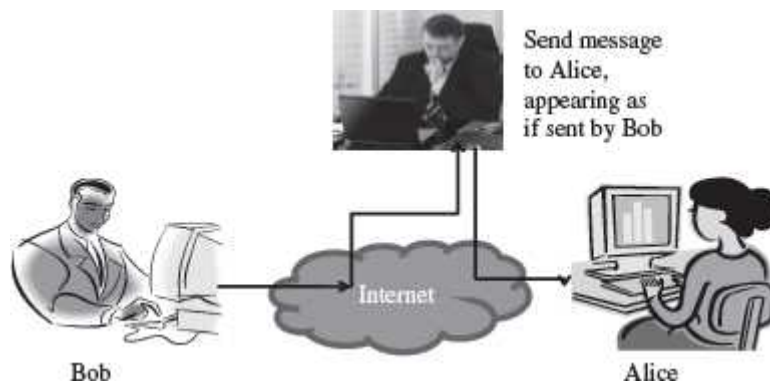 Send message
to Alice,
appearing as
if sent by Bob
Internet
Bob
Alice